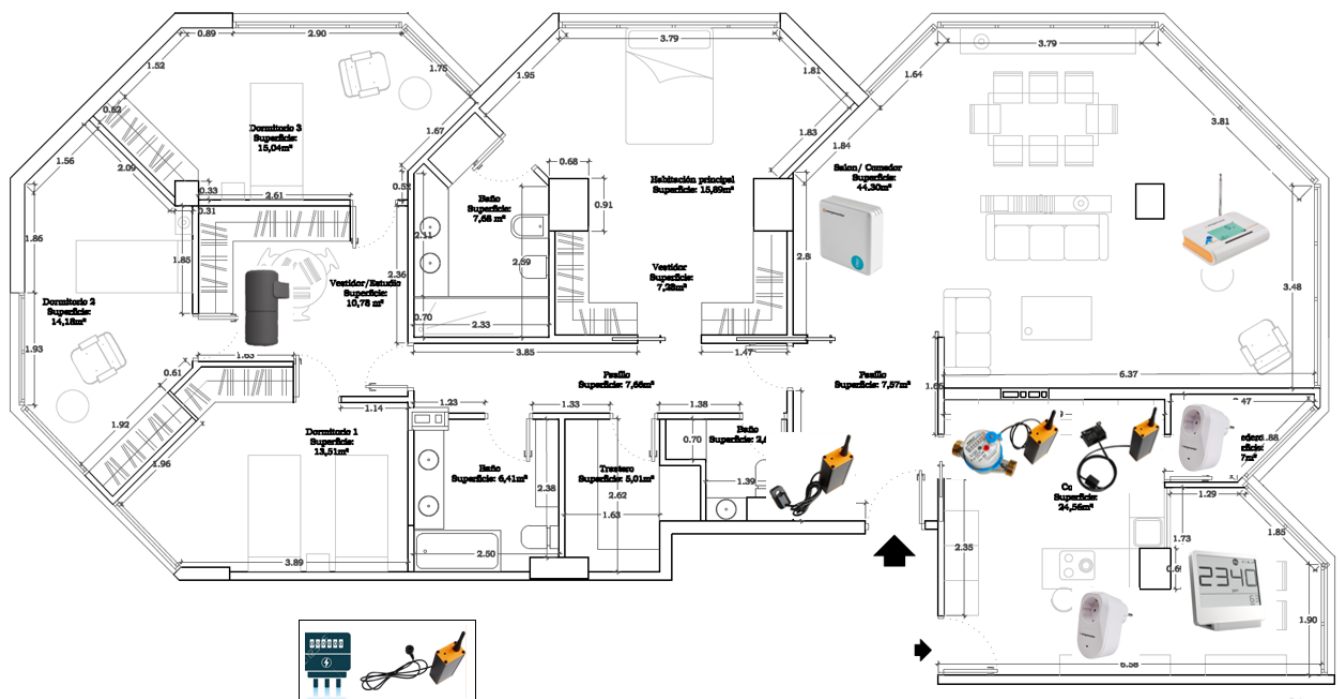 0.89
2.90
3.79
3.79
1.52
1.75
1.95
1.81
1.64
0.52
Dormitorio 3
Superficie:
15,04m²
1.67
1.83
1.84
3.81
1.56
2.09
0.68
Salon/ Comedor
Superficie:
44.30m²
0.33
2.61
0.52
Baño
Superficie:
7,68 m²
Habitación principal
Superficie: 15,89m²
0.31
0.91
1.86
1.85
2.11
2.59
2.36
2.8
Vestidor/Estudio
Superficie:
10,78 m²
Vestidor
Superficie:
7,28m²
3.48
Dormitorio 2
Superficie:
14,18m²
0.70
2.33
1.93
1.63
3.85
1.47
0.61
Pasillo
Superficie: 7,66m²
Pasillo
Superficie: 7,57m²
1.66
6.37
1.14
1.23
1.33
1.38
.47
1.92
Dormitorio 1
Superficie:
13,51m²
0.70
Baño
Superficie: 2,
1.88
1.96
Baño
Superficie: 6,41m²
Trastero
Superficie: 5,01m²
2.38
2.62
1.39
Superficie:
24,56m²
1.29
1.63
1.73
1.85
2.35
2.50
3.89
2340
1.90